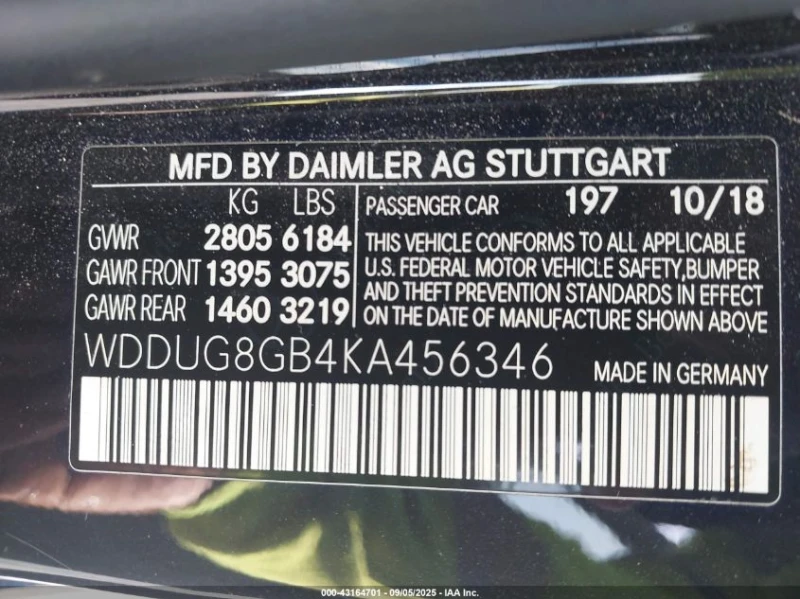 MFD BY DAIMLER AG STUTTGART
KG LBS
GVWR 2805 6184
GAWR FRONT 1395 3075
GAWR REAR 1460 3219
PASSENGER CAR 197 10/18
THIS VEHICLE CONFORMS TO ALL APPLICABLE
U.S. FEDERAL MOTOR VEHICLE SAFETY,BUMPER
AND THEFT PREVENTION STANDARDS IN EFFECT
ON THE DATE OF MANUFACTURE SHOWN ABOVE
WDDUG8GB4KA456346 MADE IN GERMANY
000-43164701 - 09/05/2025 - IAA Inc.